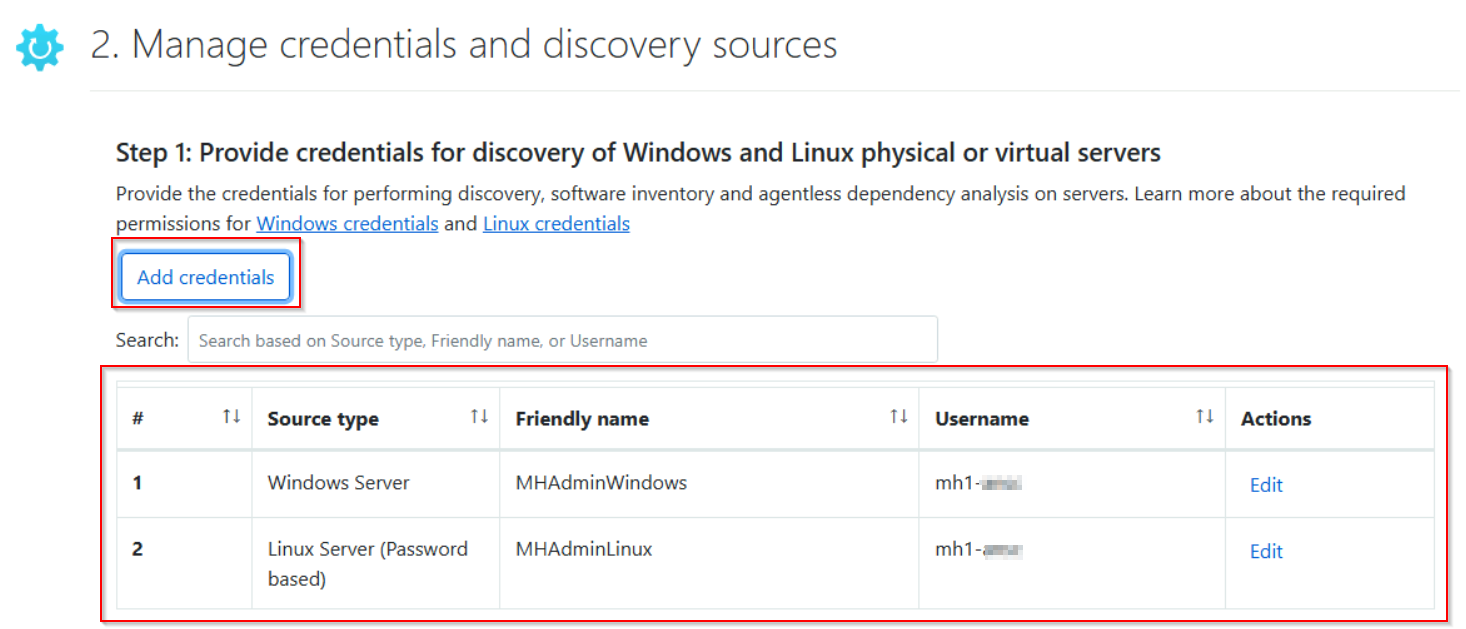 2. Manage credentials and discovery sources
Step 1: Provide credentials for discovery of Windows and Linux physical or virtual servers
Provide the credentials for performing discovery, software inventory and agentless dependency analysis on servers. Learn more about the required
permissions for Windows credentials and Linux credentials
Add credentials
Search: Search based on Source type, Friendly name, or Username
# ↑↓ Source type ↑↓ Friendly name ↑↓ Username ↑↓ Actions
1 Windows Server MHAdminWindows mh1- Edit
2 Linux Server (Password MHAdminLinux mh1- Edit
based)